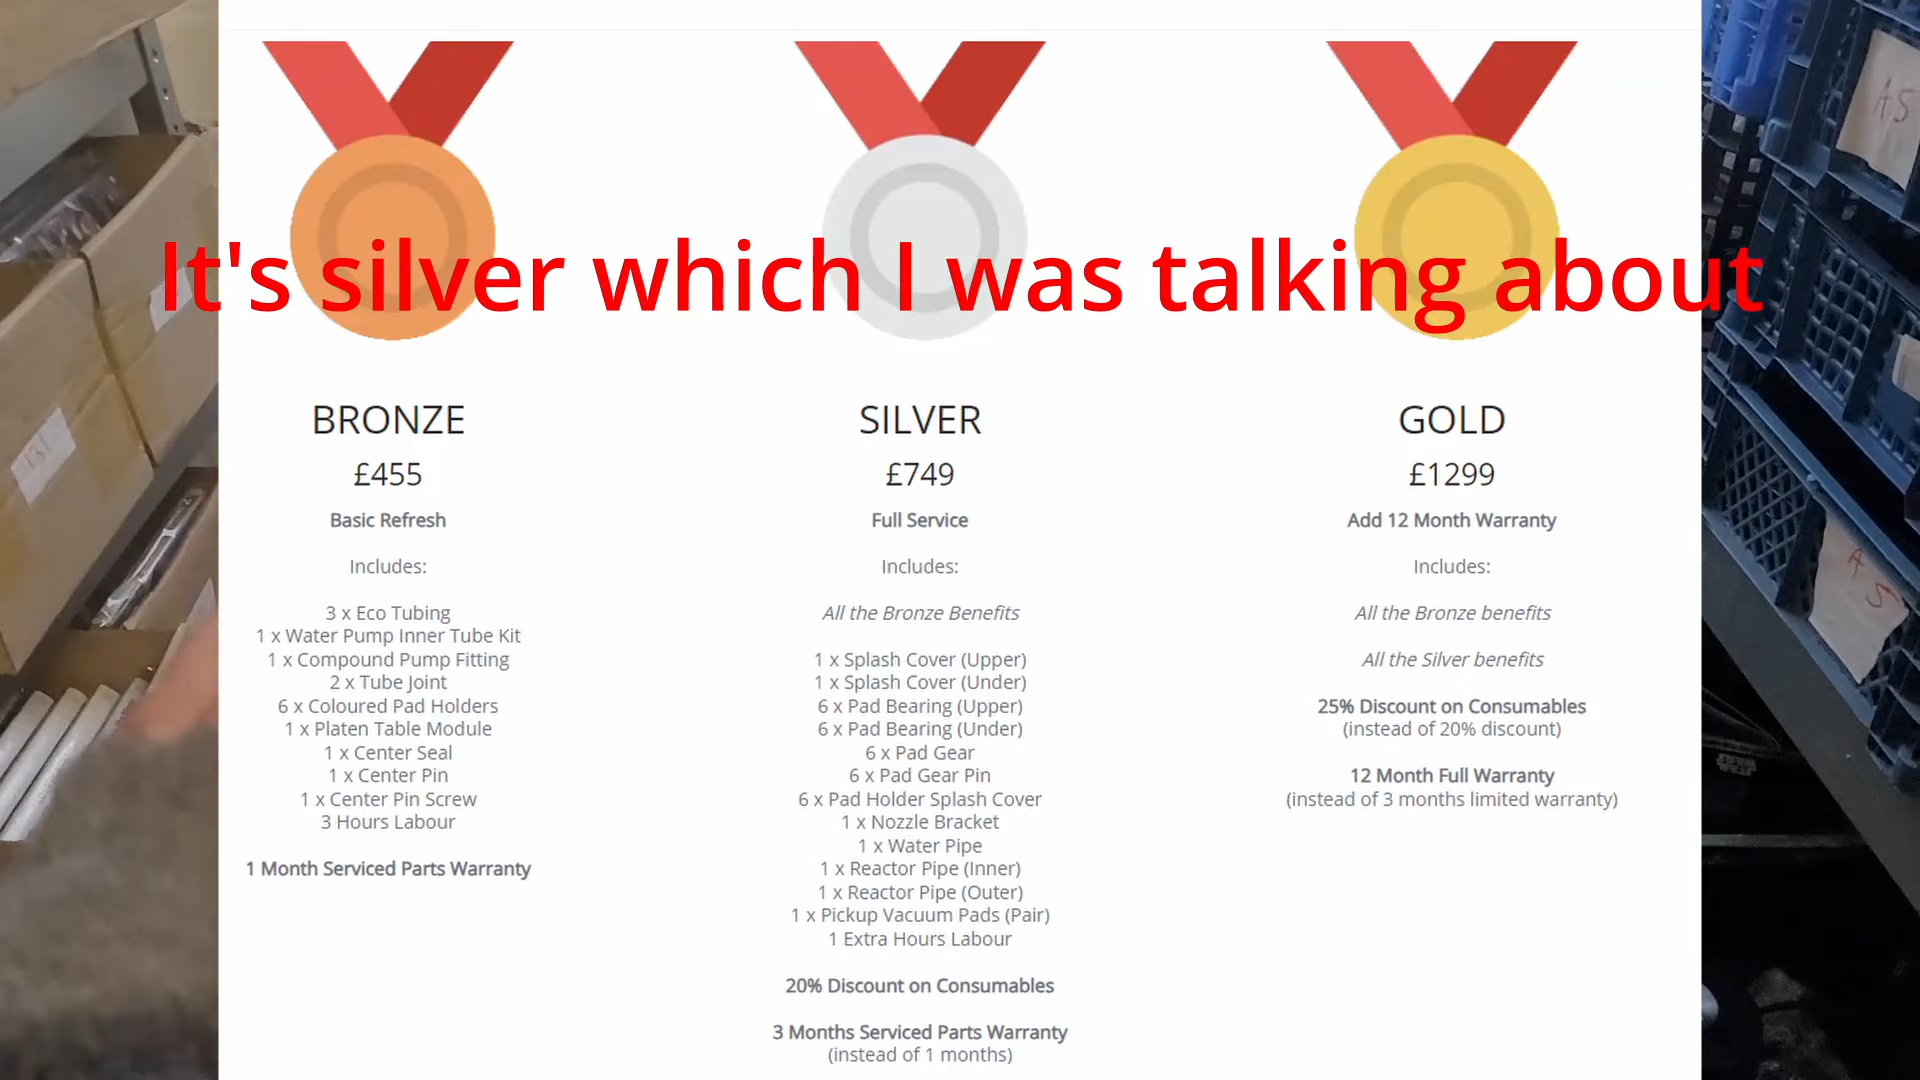 It's silver which I was talking about
BRONZE
£455
Basic Refresh
Includes:
3 x Eco Tubing
1 x Water Pump Inner Tube Kit
1 x Compound Pump Fitting
2 x Tube Joint
6 x Coloured Pad Holders
1 x Platen Table Module
1 x Center Seal
1 x Center Pin
1 x Center Pin Screw
3 Hours Labour
1 Month Serviced Parts Warranty
SILVER
£749
Full Service
Includes:
All the Bronze Benefits
1 x Splash Cover (Upper)
1 x Splash Cover (Under)
6 x Pad Bearing (Upper)
6 x Pad Bearing (Under)
6 x Pad Gear
6 x Pad Gear Pin
6 x Pad Holder Splash Cover
1 x Nozzle Bracket
1 x Water Pipe
1 x Reactor Pipe (Inner)
1 x Reactor Pipe (Outer)
1 x Pickup Vacuum Pads (Pair)
1 Extra Hours Labour
20% Discount on Consumables
3 Months Serviced Parts Warranty
(instead of 1 months)
GOLD
£1299
Add 12 Month Warranty
Includes:
All the Bronze benefits
All the Silver benefits
25% Discount on Consumables
(instead of 20% discount)
12 Month Full Warranty
(instead of 3 months limited warranty)
131
A5
A5
STAR
WARS